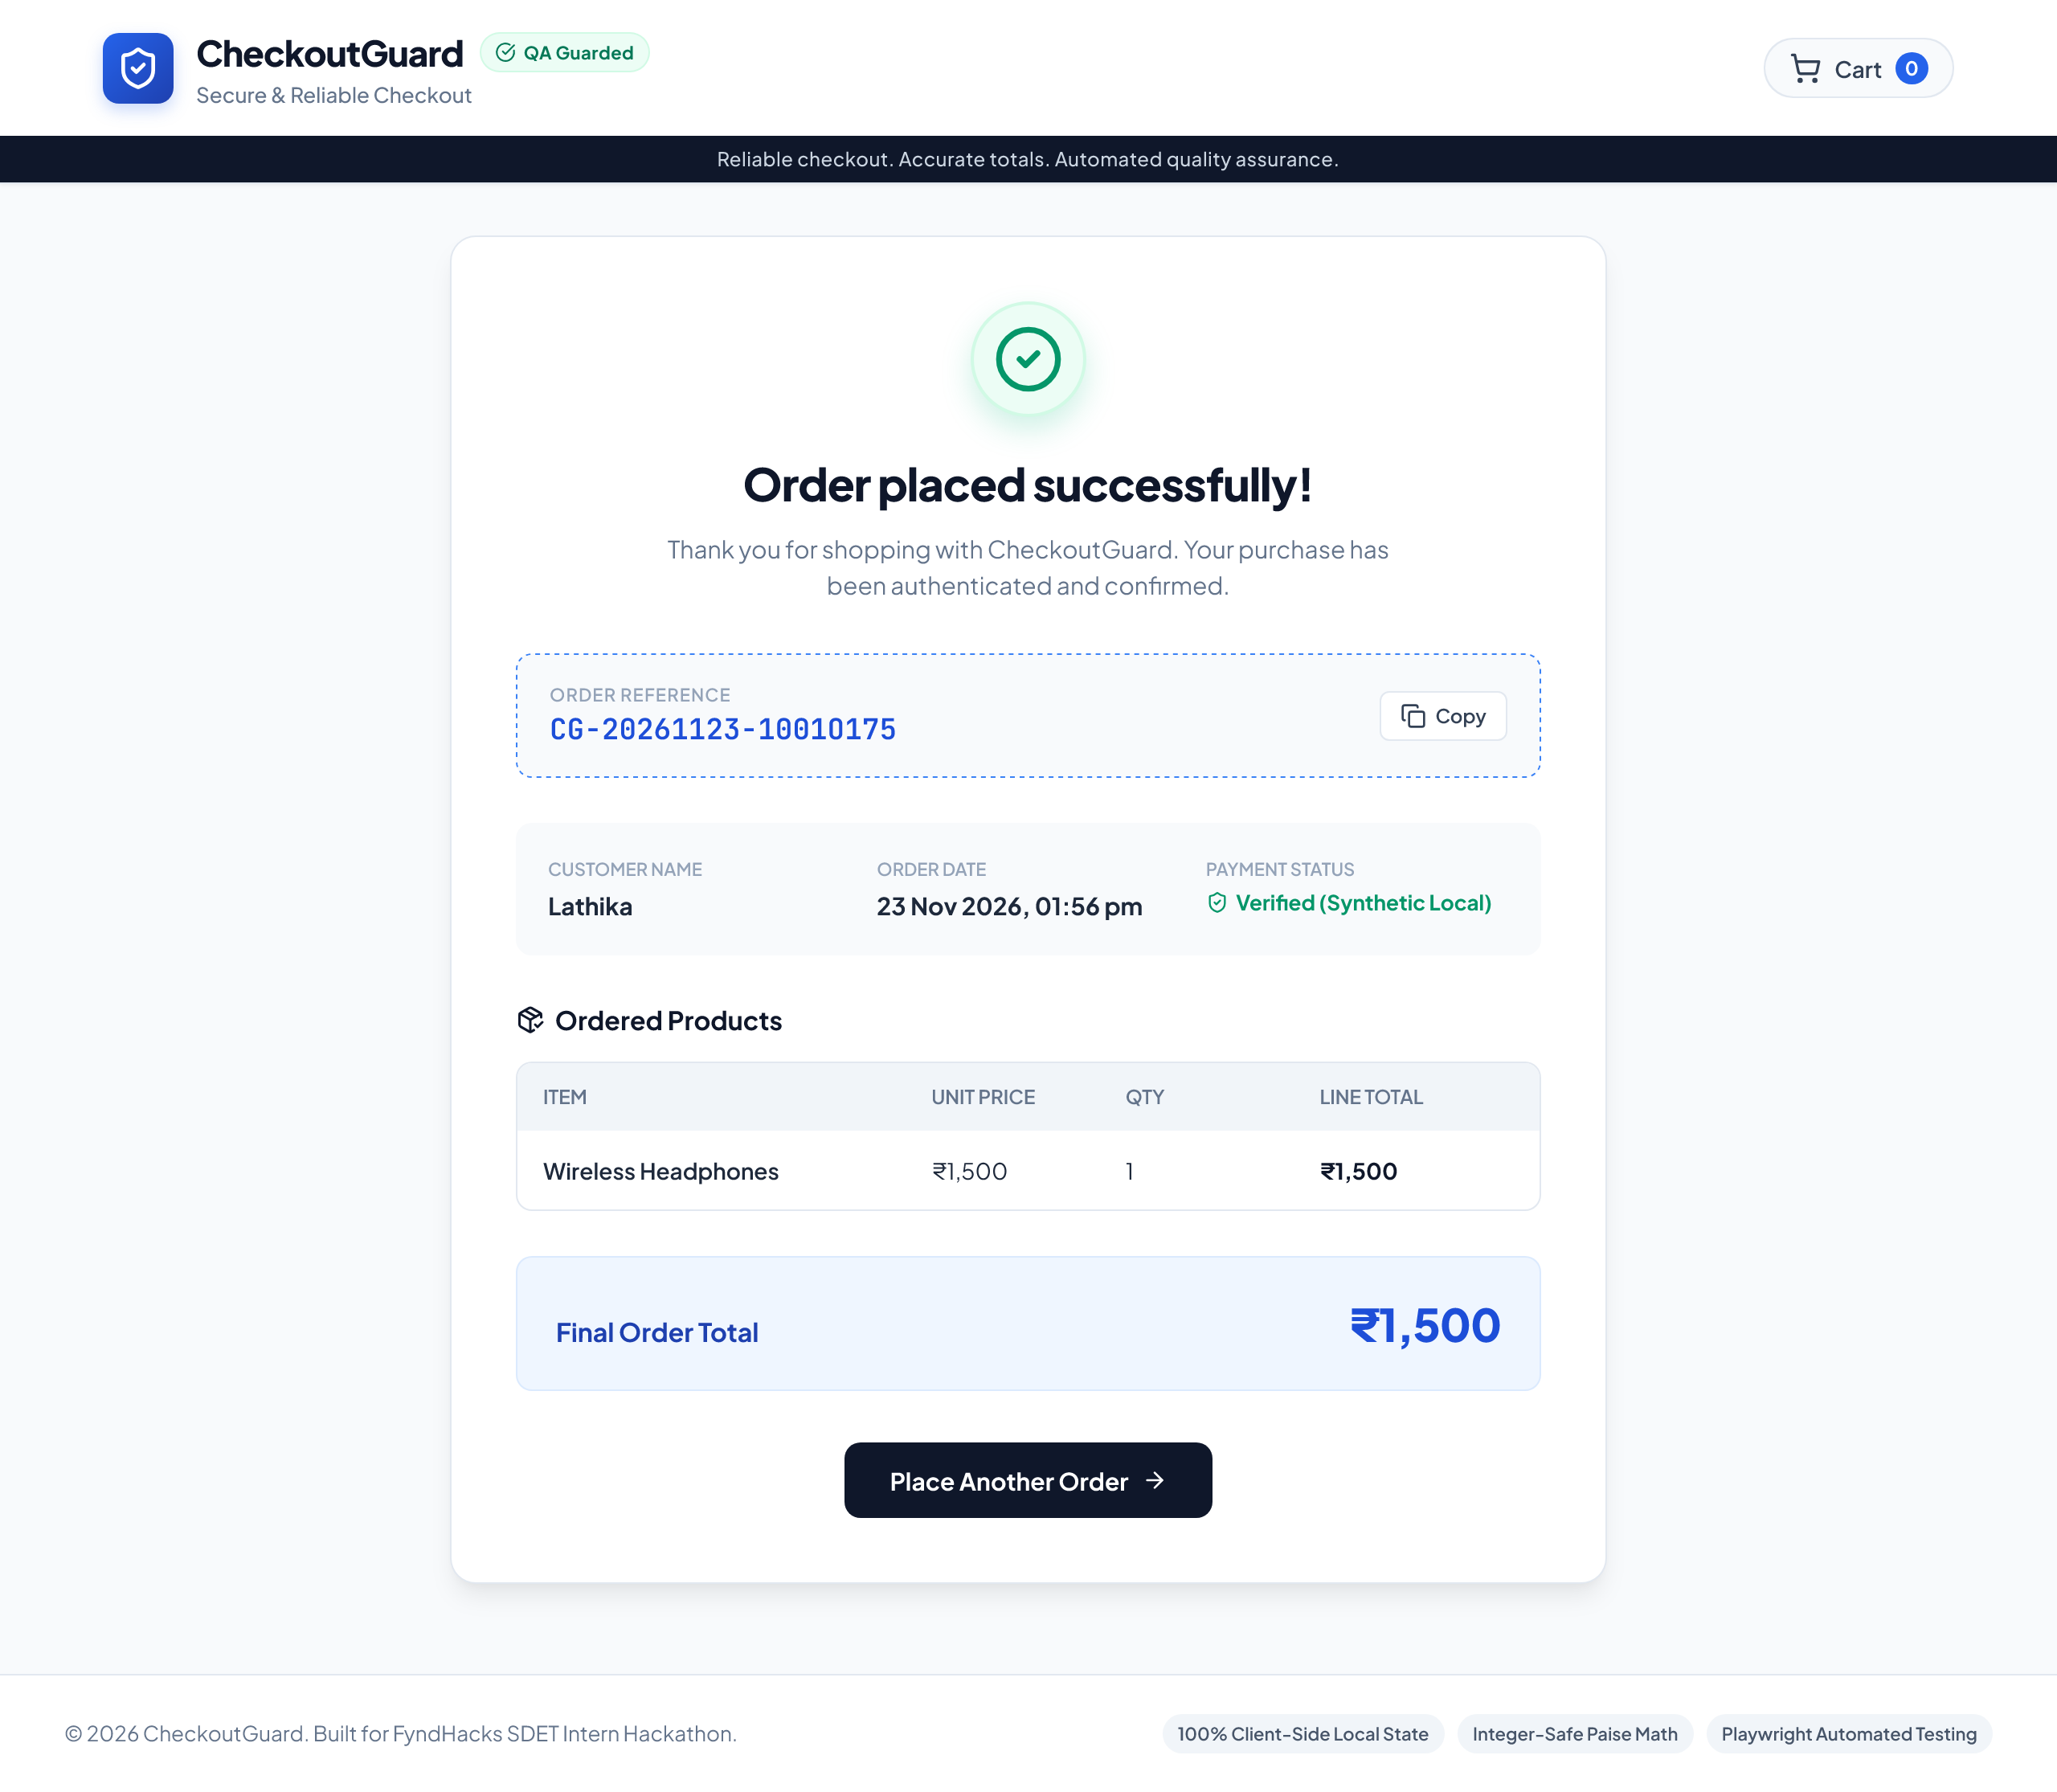 CheckoutGuard
QA Guarded
Secure & Reliable Checkout
Cart 0
Reliable checkout. Accurate totals. Automated quality assurance.
Order placed successfully!
Thank you for shopping with CheckoutGuard. Your purchase has
been authenticated and confirmed.
ORDER REFERENCE
CG-20261123-10010175
Copy
CUSTOMER NAME
Lathika
ORDER DATE
23 Nov 2026, 01:56 pm
PAYMENT STATUS
Verified (Synthetic Local)
Ordered Products
ITEM UNIT PRICE QTY LINE TOTAL
Wireless Headphones ₹1,500 1 ₹1,500
Final Order Total ₹1,500
Place Another Order
© 2026 CheckoutGuard. Built for FyndHacks SDET Intern Hackathon.
100% Client-Side Local State
Integer-Safe Paise Math
Playwright Automated Testing